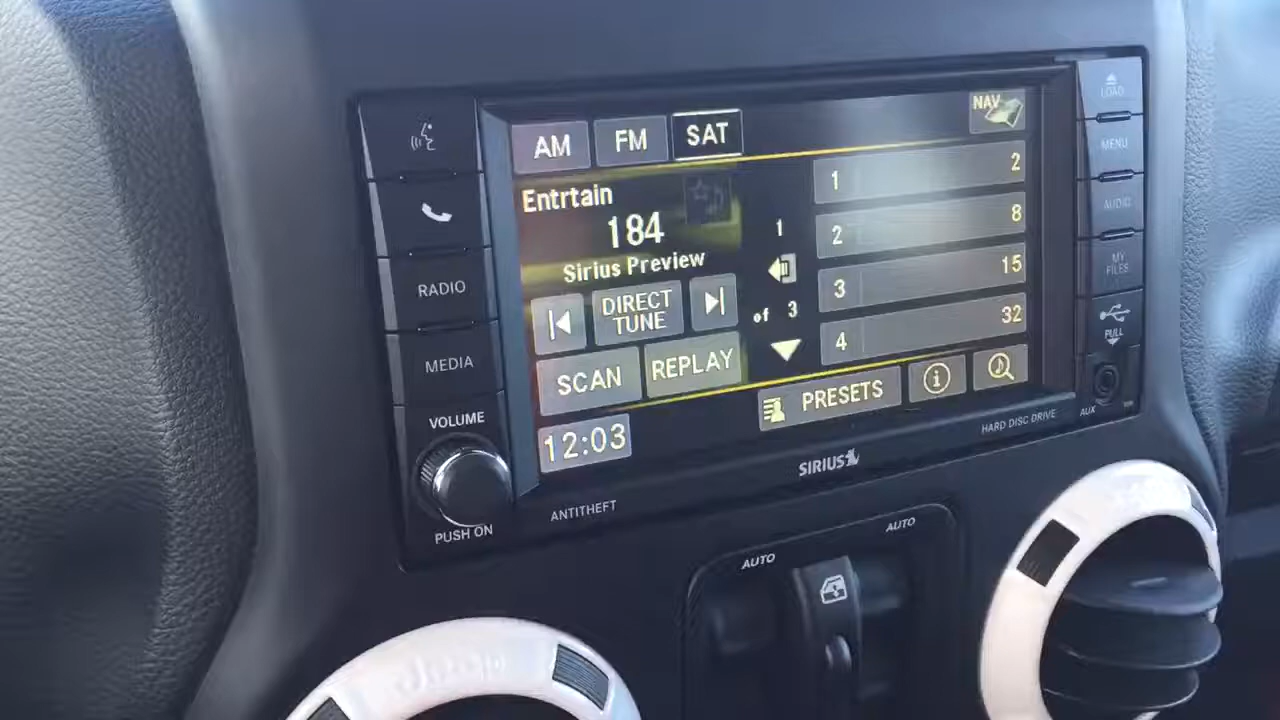 AM FM SAT
NAV
Entrtain
184
Sirius Preview
DIRECT
TUNE
SCAN REPLAY
12:03
1
of 3
1 2
2 8
3 15
4 32
PRESETS
RADIO
MEDIA
VOLUME
PUSH ON
ANTITHEFT
SIRIUS
HARD DISC DRIVE
LOAD
MENU
AUDIO
MY
FILES
PULL
AUX
AUTO AUTO
Jeep